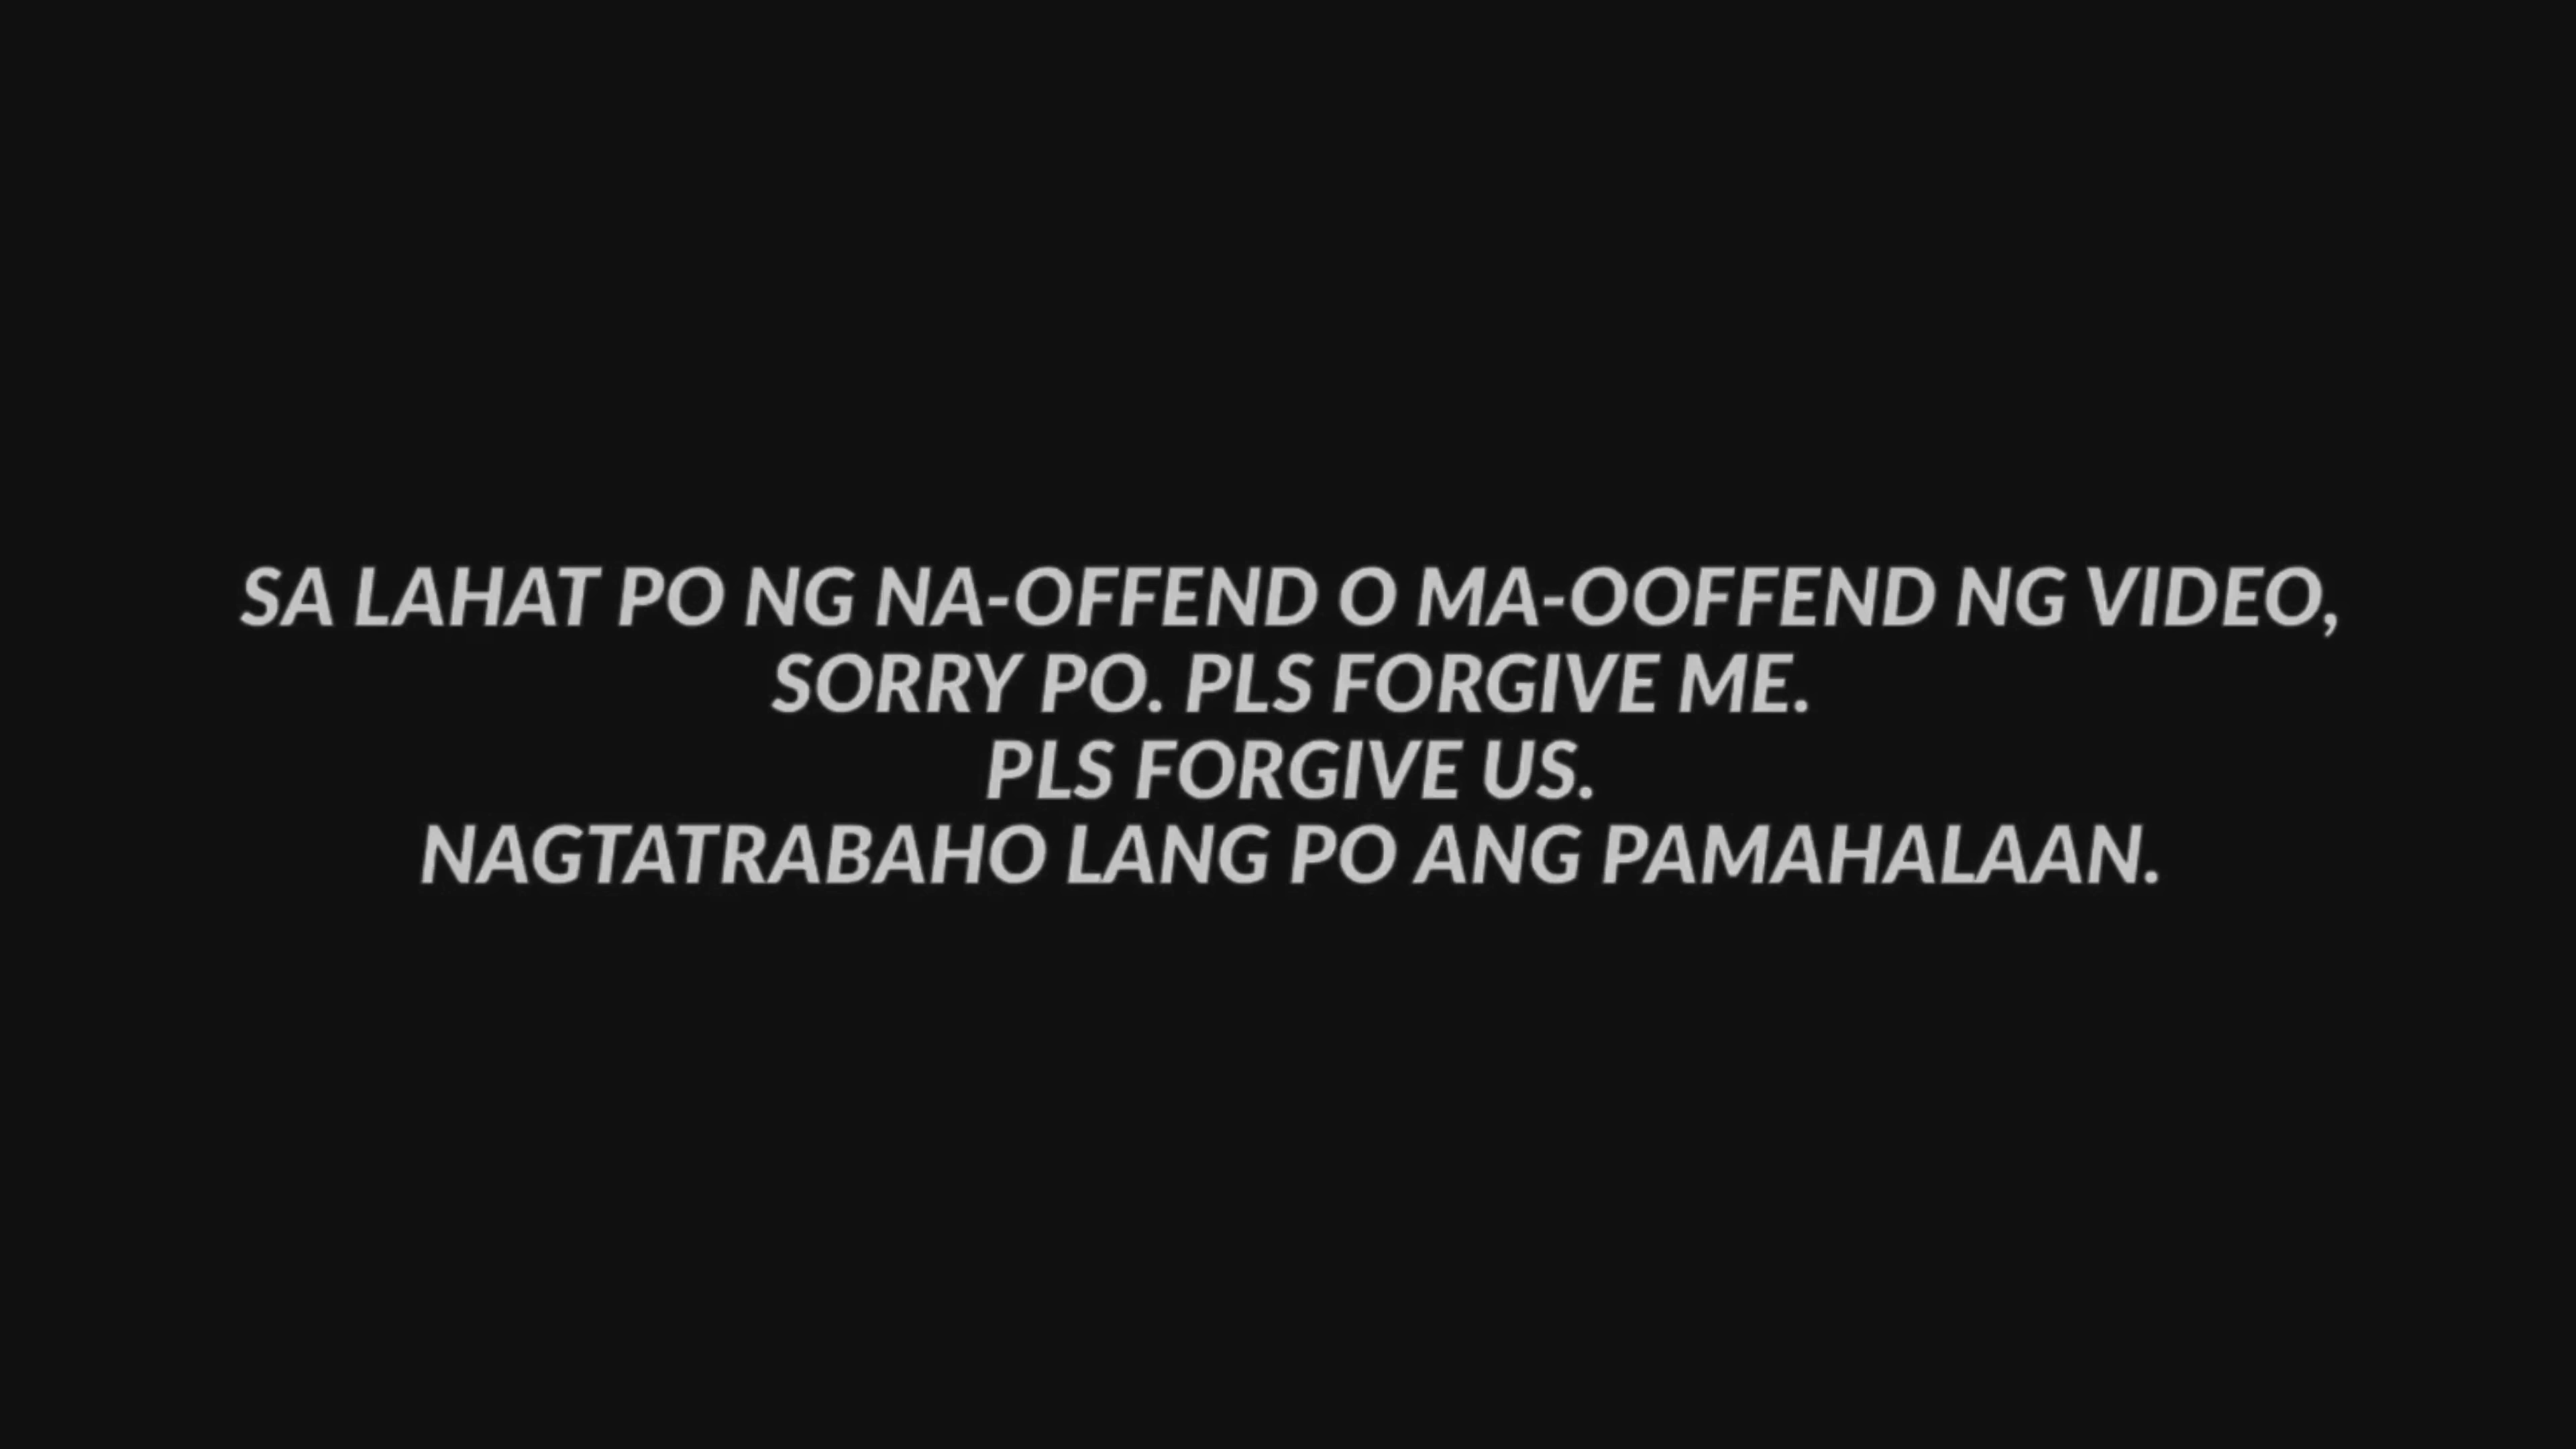 SA LAHAT PO NG NA-OFFEND O MA-OOFFEND NG VIDEO,
SORRY PO. PLS FORGIVE ME.
PLS FORGIVE US.
NAGTATRABAHO LANG PO ANG PAMAHALAAN.